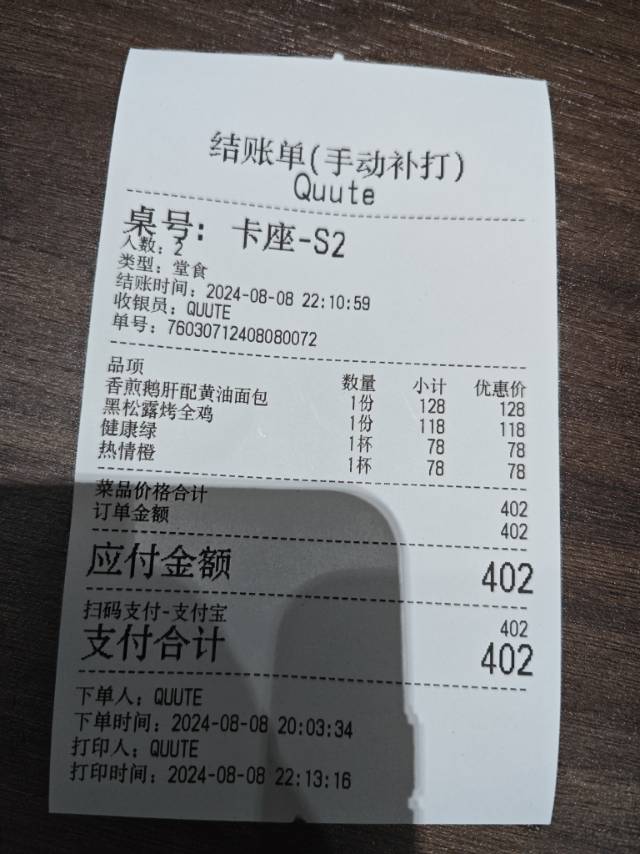 结账单(手动补打)
Quute
桌号: 卡座-S2
人数: 2
类型: 堂食
结账时间: 2024-08-08 22:10:59
收银员: QUUTE
单号: 76030712408080072
品项 数量 小计 优惠价
香煎鹅肝配黄油面包 1份 128 128
黑松露烤全鸡 1份 118 118
健康绿 1杯 78 78
热情橙 1杯 78 78
菜品价格合计 402
订单金额 402
应付金额 402
扫码支付-支付宝 402
支付合计 402
下单人: QUUTE
下单时间: 2024-08-08 20:03:34
打印人: QUUTE
打印时间: 2024-08-08 22:13:16